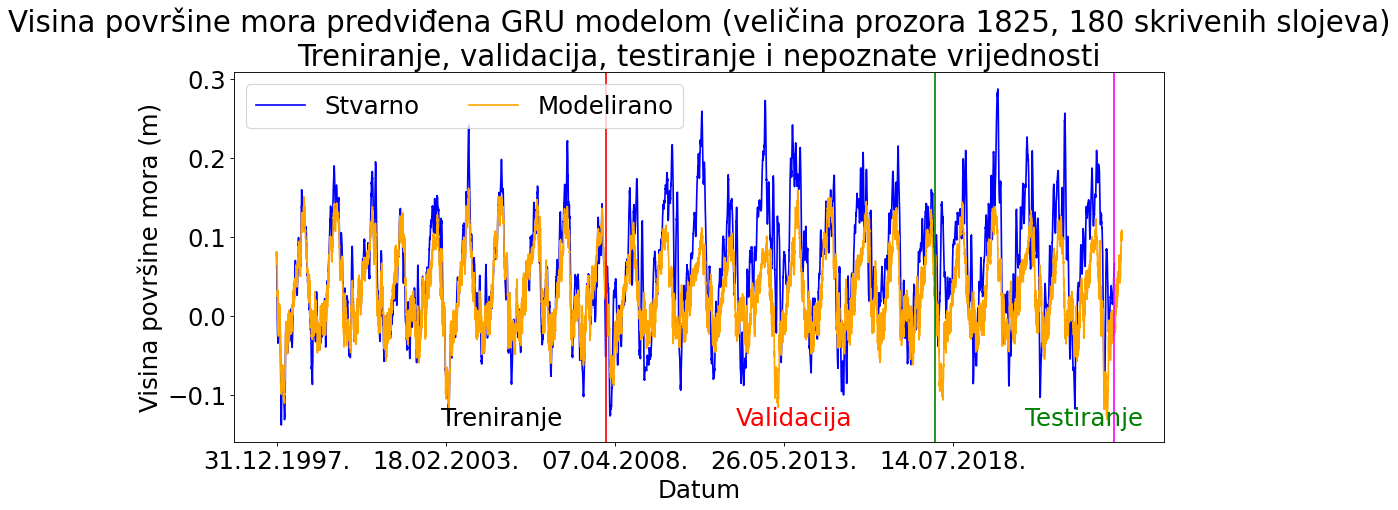 Visina površine mora predviđena GRU modelom (veličina prozora 1825, 180 skrivenih slojeva)
Treniranje, validacija, testiranje i nepoznate vrijednosti
Stvarno
Modelirano
Visina površine mora (m)
0.3
0.2
0.1
0.0
−0.1
Treniranje
Validacija
Testiranje
31.12.1997.
18.02.2003.
07.04.2008.
26.05.2013.
14.07.2018.
Datum